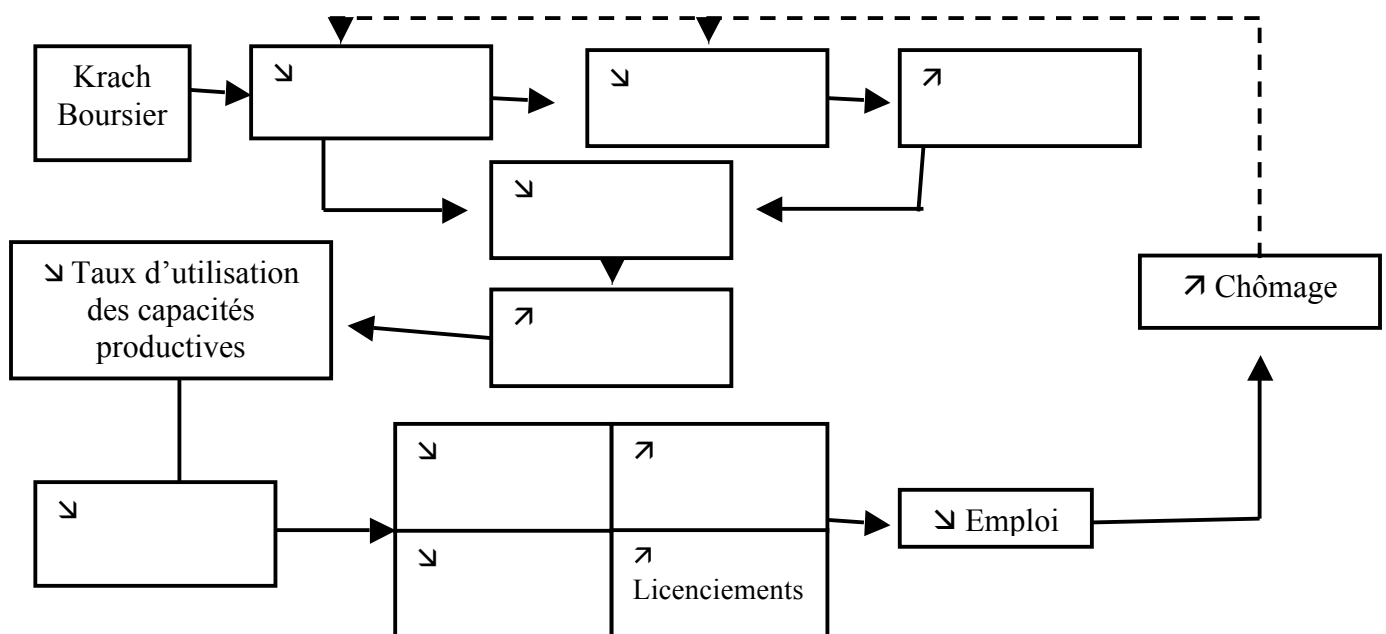 Krach
Boursier
↘
↘
↗
↘
↘ Taux d’utilisation
des capacités
productives
↗
↗ Chômage
↘
↗
↘
↘ Emploi
↘
↗
Licenciements